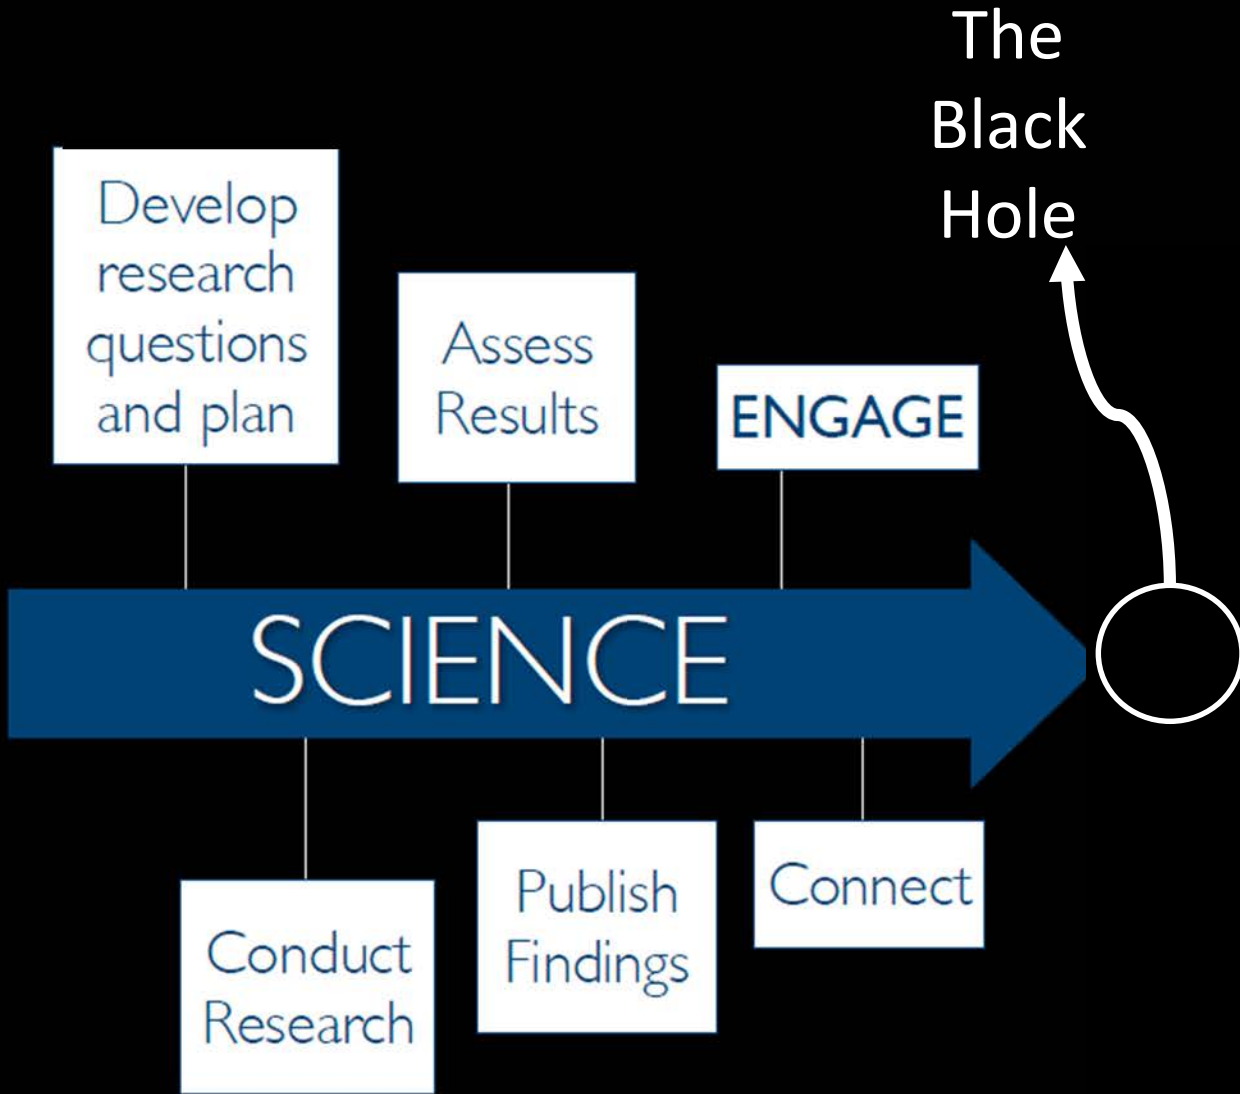 The
Black
Hole
Develop
research
questions
and plan
Assess
Results
ENGAGE
SCIENCE
Conduct
Research
Publish
Findings
Connect